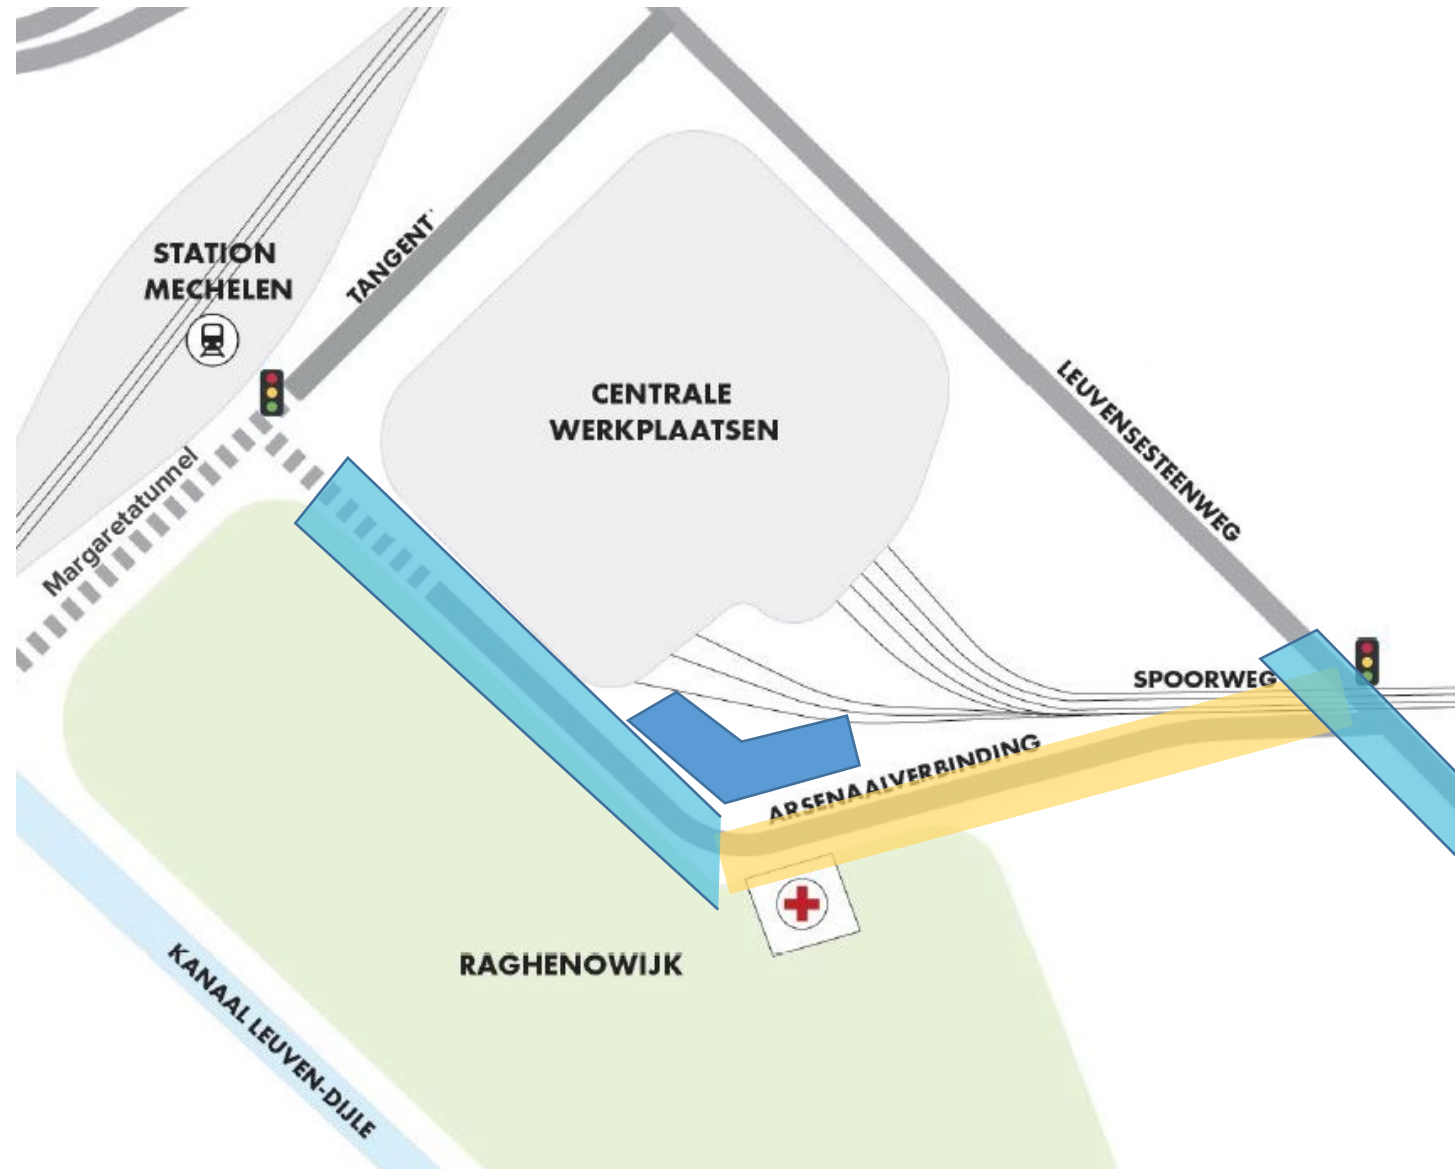 STATION
MECHELEN
TANGENT
CENTRALE
WERKPLAATSEN
LEUVENSESTEENWEG
Margaretatunnel
SPOORWEG
ARSENAALVERBINDING
RAGHENOWIJK
KANAAL LEUVEN-DIJLE